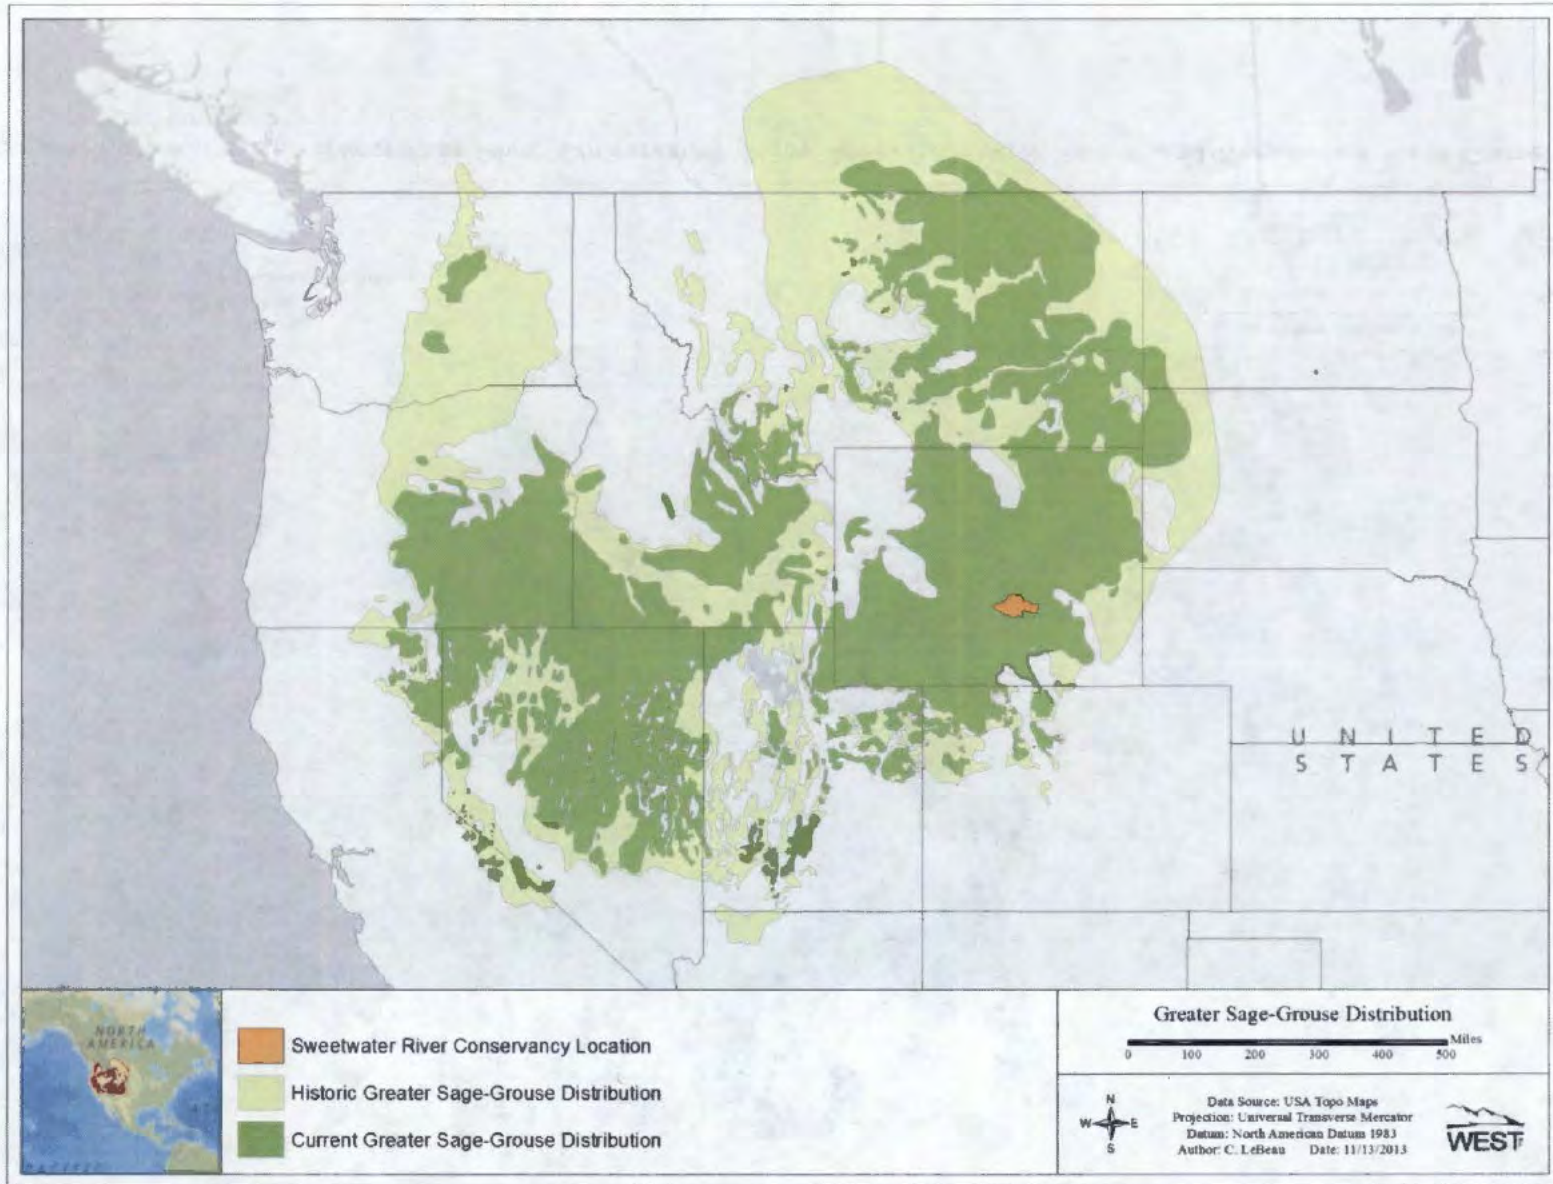 UNITED
STATES
NORTH
AMERICA
PACIFIC
Sweetwater River Conservancy Location
Historic Greater Sage-Grouse Distribution
Current Greater Sage-Grouse Distribution
Greater Sage-Grouse Distribution
Miles
0 100 200 300 400 500
N
W E
S
Data Source: USA Topo Maps
Projection: Universal Transverse Mercator
Datum: North American Datum 1983
Author: C. LeBeau Date: 11/13/2013
WEST